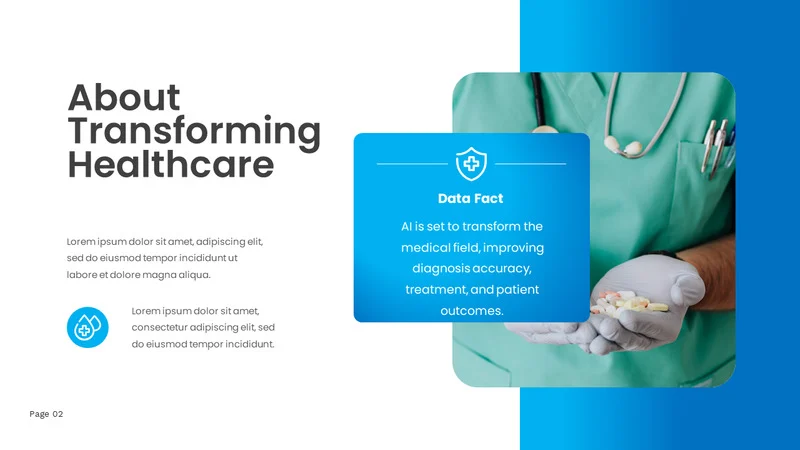 About
Transforming
Healthcare
Lorem ipsum dolor sit amet, adipiscing elit,
sed do eiusmod tempor incididunt ut
labore et dolore magna aliqua.
Lorem ipsum dolor sit amet,
consectetur adipiscing elit, sed
do eiusmod tempor incididunt.
Data Fact
AI is set to transform the
medical field, improving
diagnosis accuracy,
treatment, and patient
outcomes.
Page 02